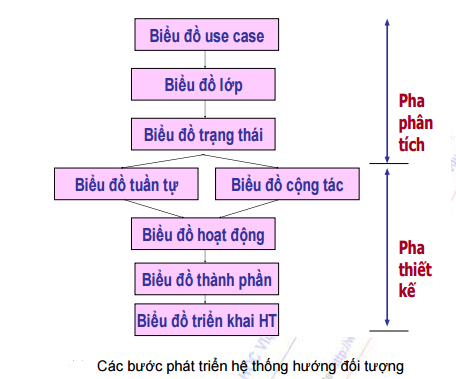 Biểu đồ use case
Biểu đồ lớp
Biểu đồ trạng thái
Biểu đồ tuần tự
Biểu đồ cộng tác
Biểu đồ hoạt động
Biểu đồ thành phần
Biểu đồ triển khai HT
Pha
phân
tích
Pha
thiết
kế
Các bước phát triển hệ thống hướng đối tượng